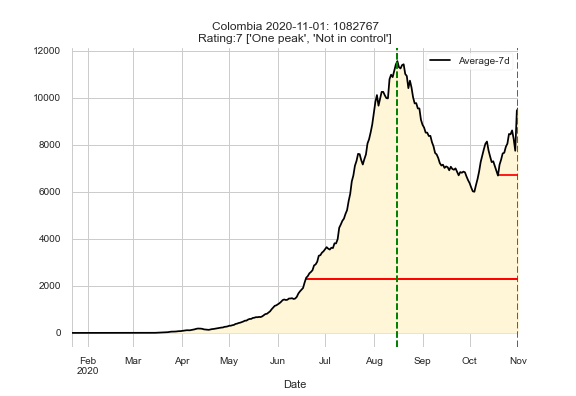 Colombia 2020-11-01: 1082767
Rating:7 ['One peak', 'Not in control']
Average-7d
12000
10000
8000
6000
4000
2000
0
Feb Mar Apr May Jun Jul Aug Sep Oct Nov
2020
Date